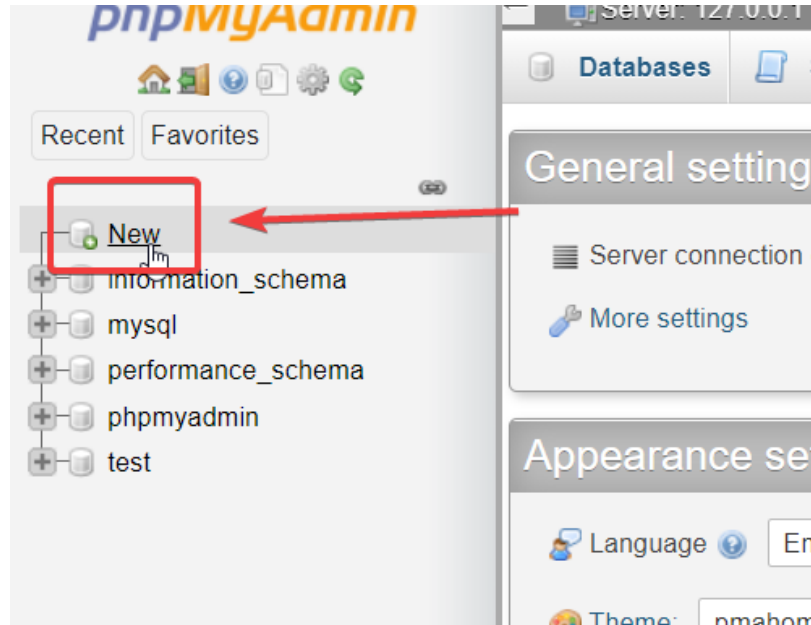 phpMyAdmin
Recent Favorites
New
information_schema
mysql
performance_schema
phpmyadmin
test
Server: 127.0.0.1
Databases
General setting
Server connection
More settings
Appearance se
Language
Theme:
pmahom